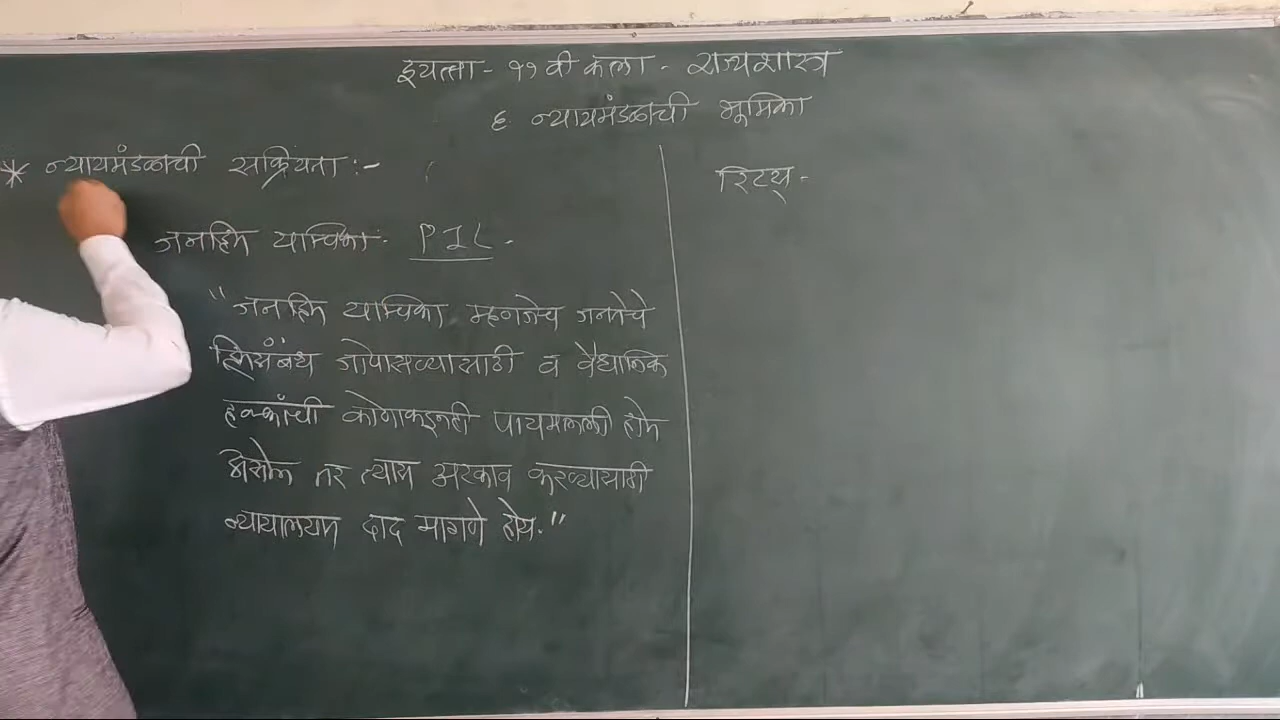 इयत्ता - ११ वी कला - राज्यशास्त्र
६ न्यायमंडळाची भूमिका
* न्यायमंडळाची सक्रियता :-
जनहित याचिका - PIL -
"जनहित याचिका म्हणजेच जनतेचे
हितसंबंध जोपासण्यासाठी व वैधानिक
हक्कांची कोणाकडूनही पायमल्ली होत
असेल तर त्यास अटकाव करण्यासाठी
न्यायालयात दाद मागणे होय."
रिट्स -